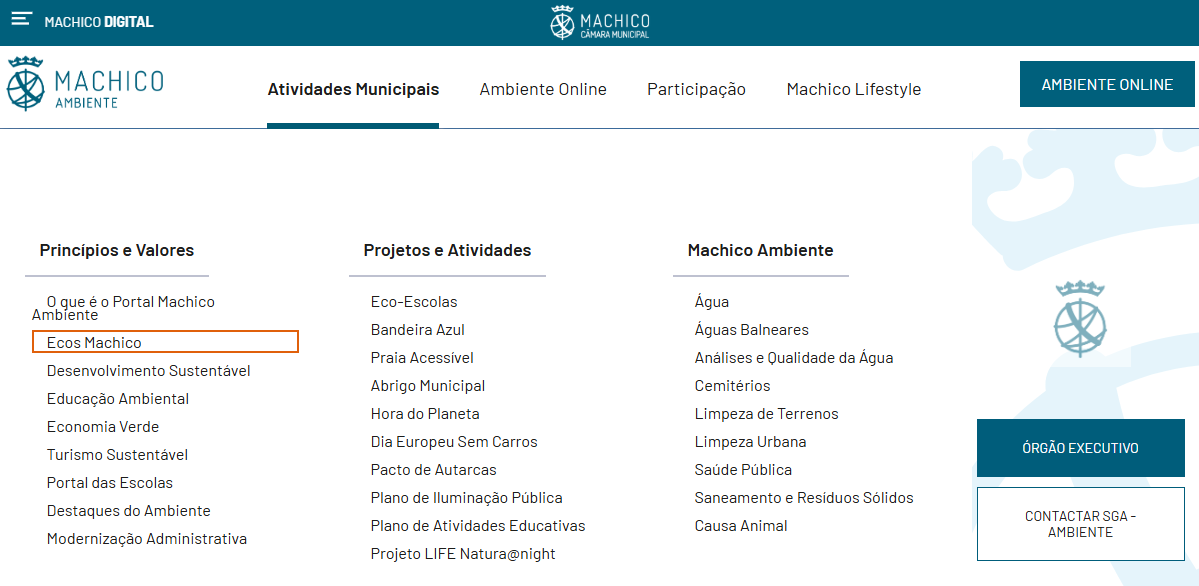 MACHICO DIGITAL
MACHICO
CÂMARA MUNICIPAL
MACHICO
AMBIENTE
Atividades Municipais
Ambiente Online
Participação
Machico Lifestyle
AMBIENTE ONLINE
Princípios e Valores
O que é o Portal Machico
Ambiente
Ecos Machico
Desenvolvimento Sustentável
Educação Ambiental
Economia Verde
Turismo Sustentável
Portal das Escolas
Destaques do Ambiente
Modernização Administrativa
Projetos e Atividades
Eco-Escolas
Bandeira Azul
Praia Acessível
Abrigo Municipal
Hora do Planeta
Dia Europeu Sem Carros
Pacto de Autarcas
Plano de Iluminação Pública
Plano de Atividades Educativas
Projeto LIFE Natura@night
Machico Ambiente
Água
Águas Balneares
Análises e Qualidade da Água
Cemitérios
Limpeza de Terrenos
Limpeza Urbana
Saúde Pública
Saneamento e Resíduos Sólidos
Causa Animal
ÓRGÃO EXECUTIVO
CONTACTAR SGA -
AMBIENTE